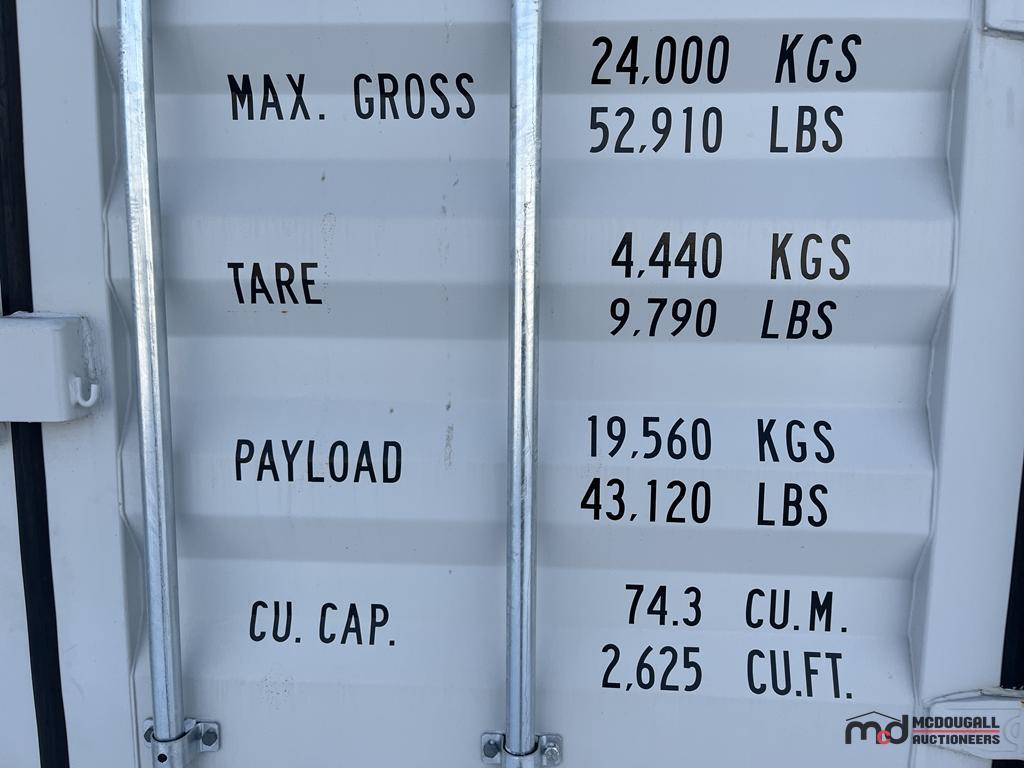 MAX. GROSS 24,000 KGS
52,910 LBS
TARE 4,440 KGS
9,790 LBS
PAYLOAD 19,560 KGS
43,120 LBS
CU. CAP. 74.3 CU.M.
2,625 CU.FT.
mcd MCDOUGALL
AUCTIONEERS